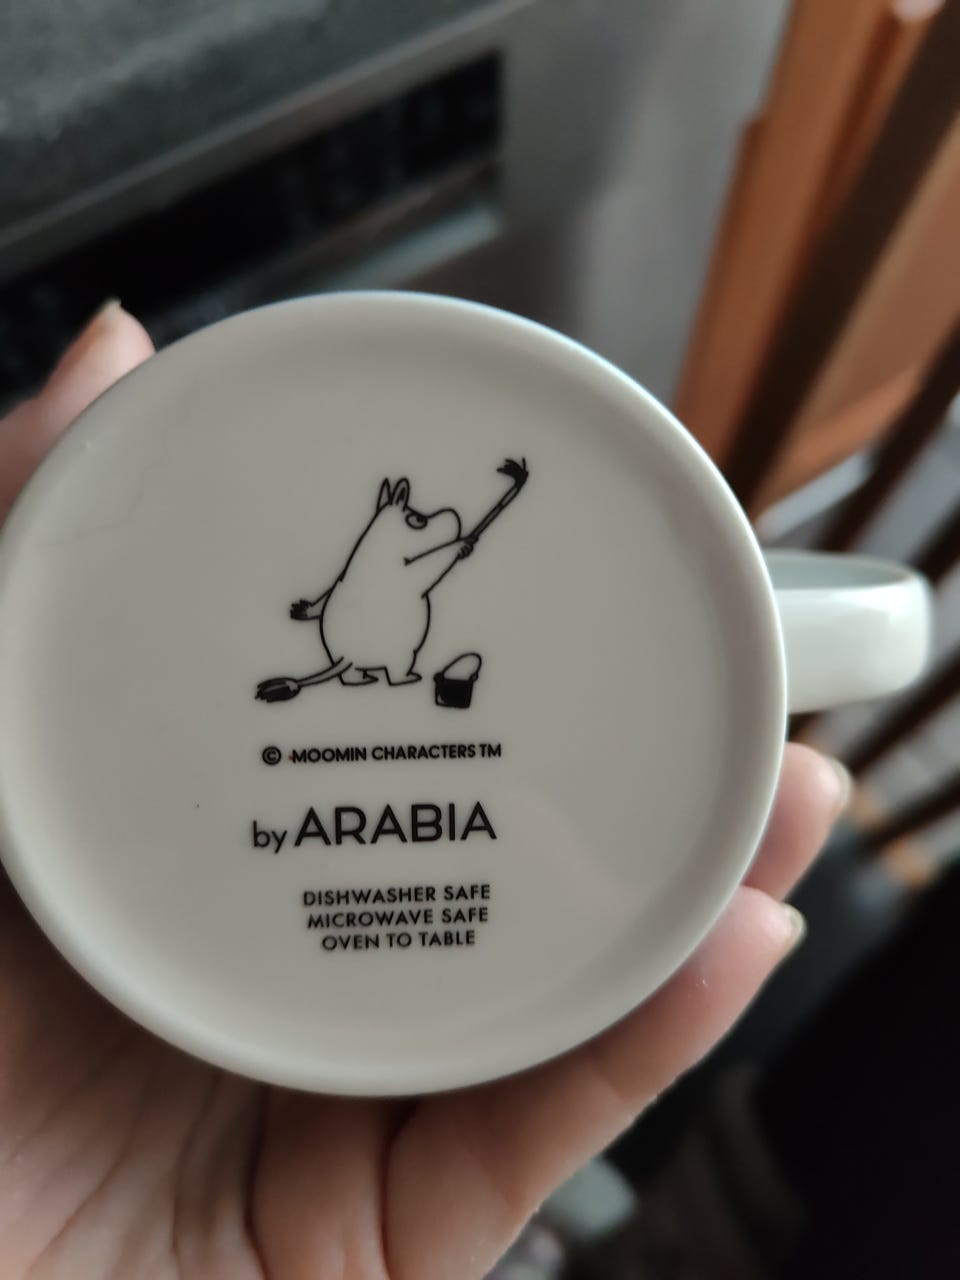 © MOOMIN CHARACTERS TM
by ARABIA
DISHWASHER SAFE
MICROWAVE SAFE
OVEN TO TABLE